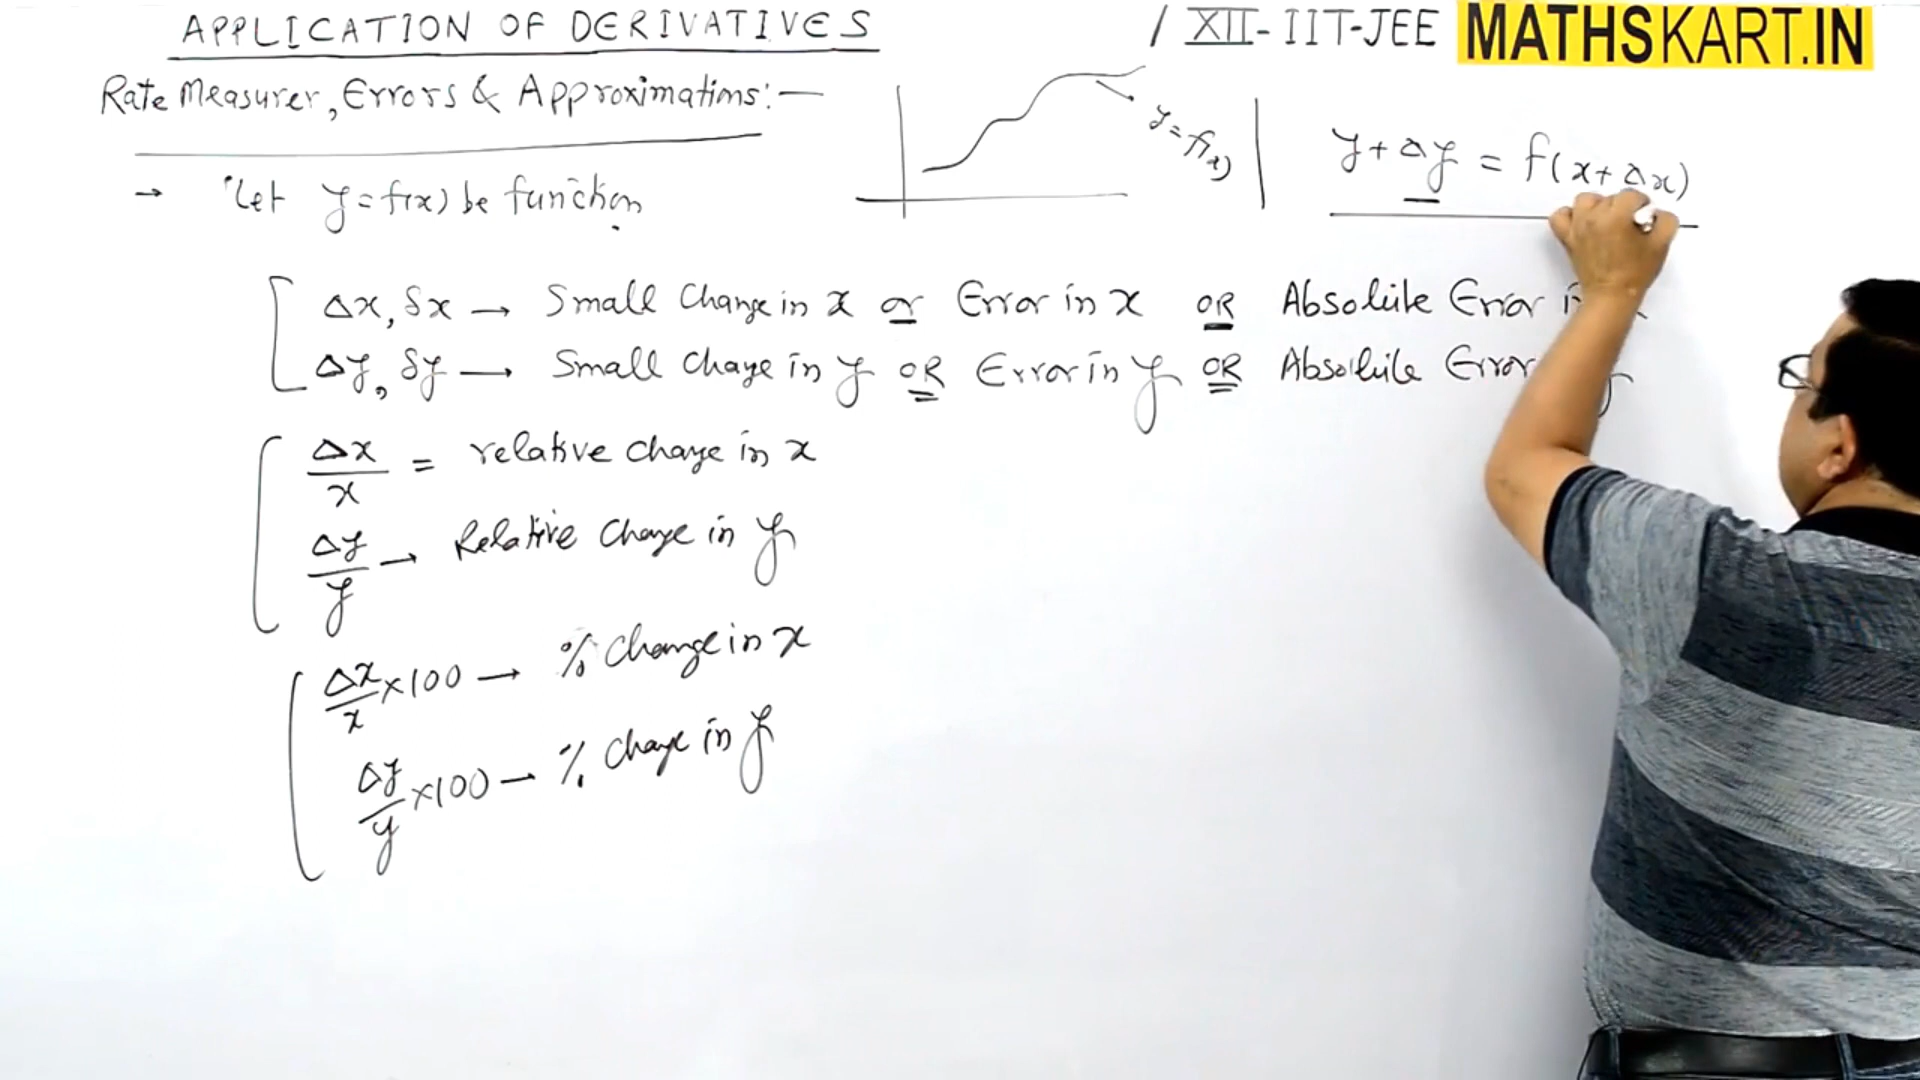 APPLICATION OF DERIVATIVES
/ XII - IIT-JEE MATHSKART.IN
Rate Measurer, Errors & Approximations:—
y = f(x)
y + Δy = f(x + Δx)
→ "Let y = f(x) be function.
Δx, δx → Small Change in x or Error in x OR Absolute Error
Δy, δy → Small Change in y OR Error in y OR Absolute Error
Δx/x = relative change in x
Δy/y → Relative Change in y
Δx/x × 100 → % Change in x
Δy/y × 100 → % Change in y